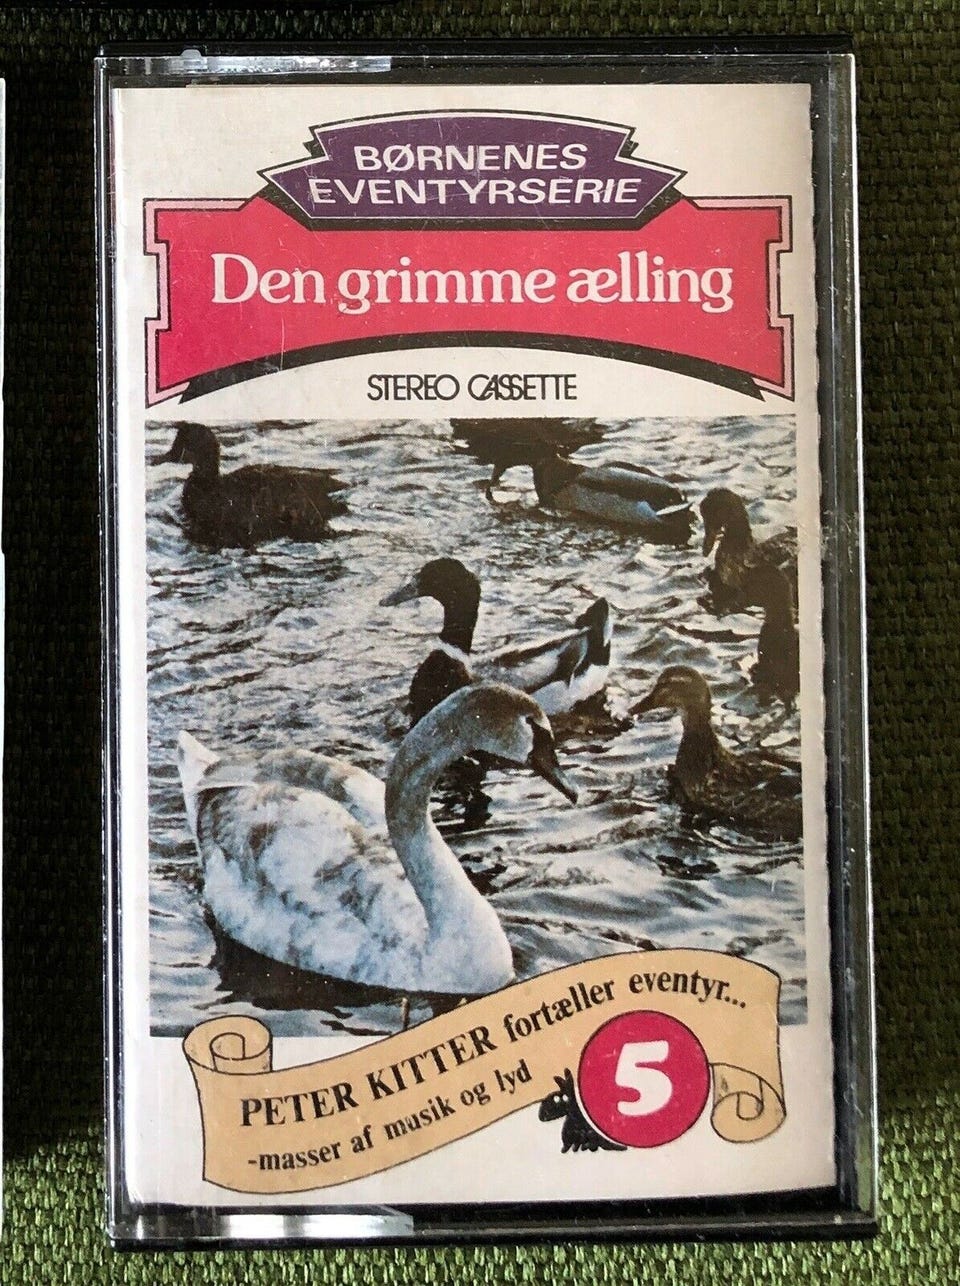 BØRNENES
EVENTYRSERIE
Den grimme ælling
STEREO CASSETTE
PETER KITTER fortæller eventyr...
-masser af musik og lyd
5